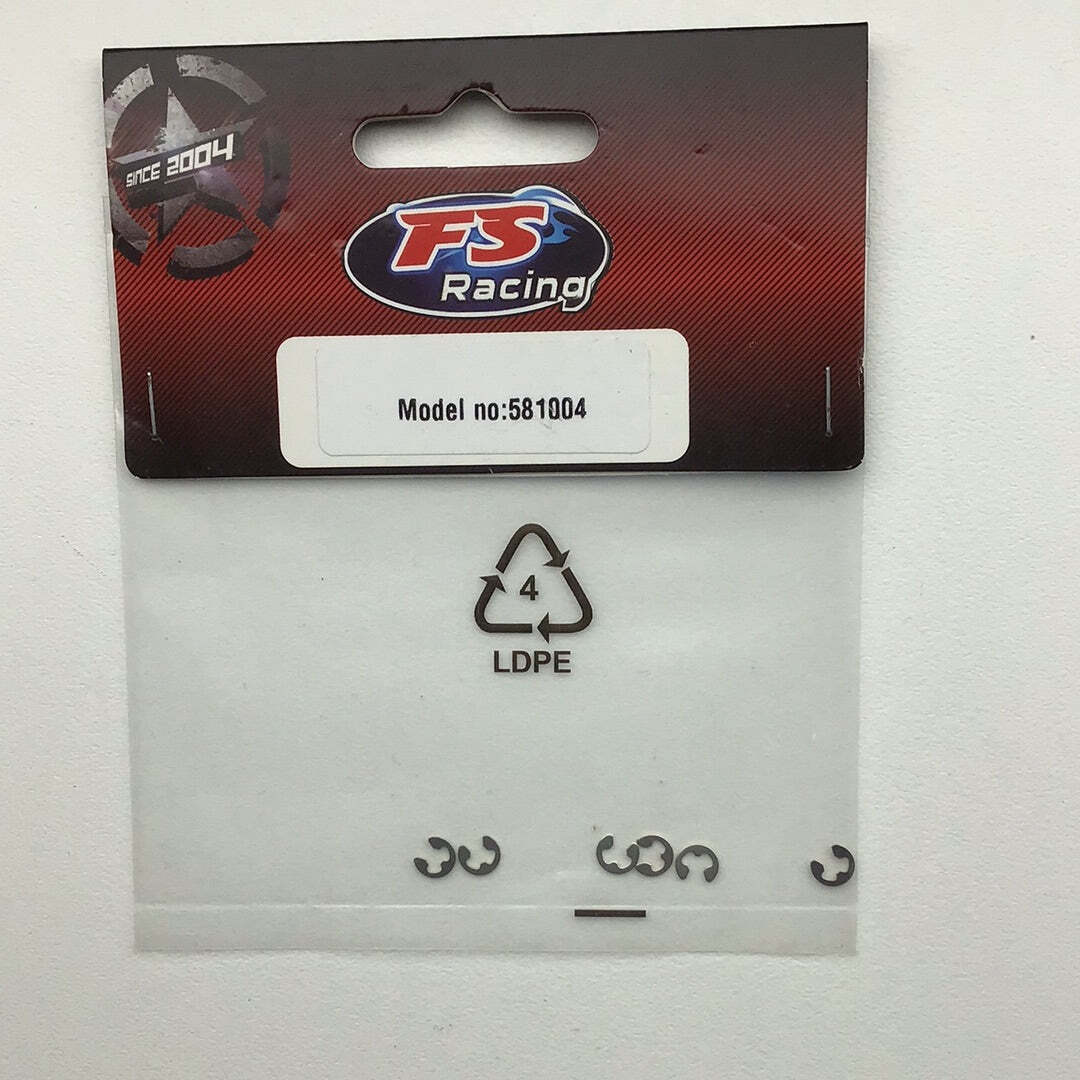 SINCE 2004
FS
Racing
Model no:581004
4
LDPE